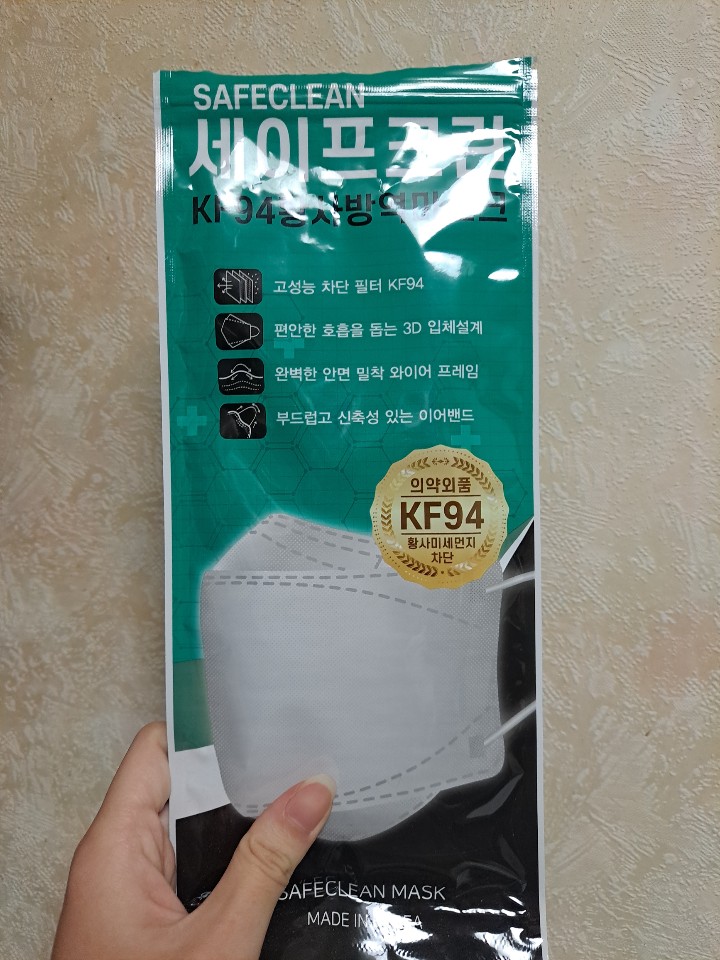 SAFECLEAN
세이프크린
KF94황사방역마스크
고성능 차단 필터 KF94
편안한 호흡을 돕는 3D 입체설계
완벽한 안면 밀착 와이어 프레임
부드럽고 신축성 있는 이어밴드
의약외품
KF94
황사미세먼지
차단
SAFECLEAN MASK
MADE IN KOREA